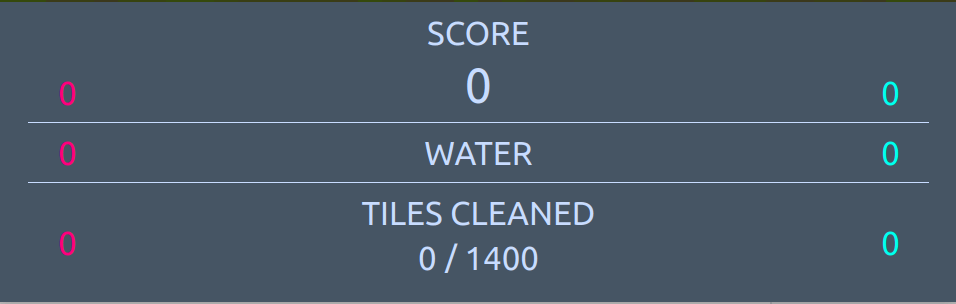 SCORE
0 0 0
0 WATER 0
TILES CLEANED
0 0 / 1400 0